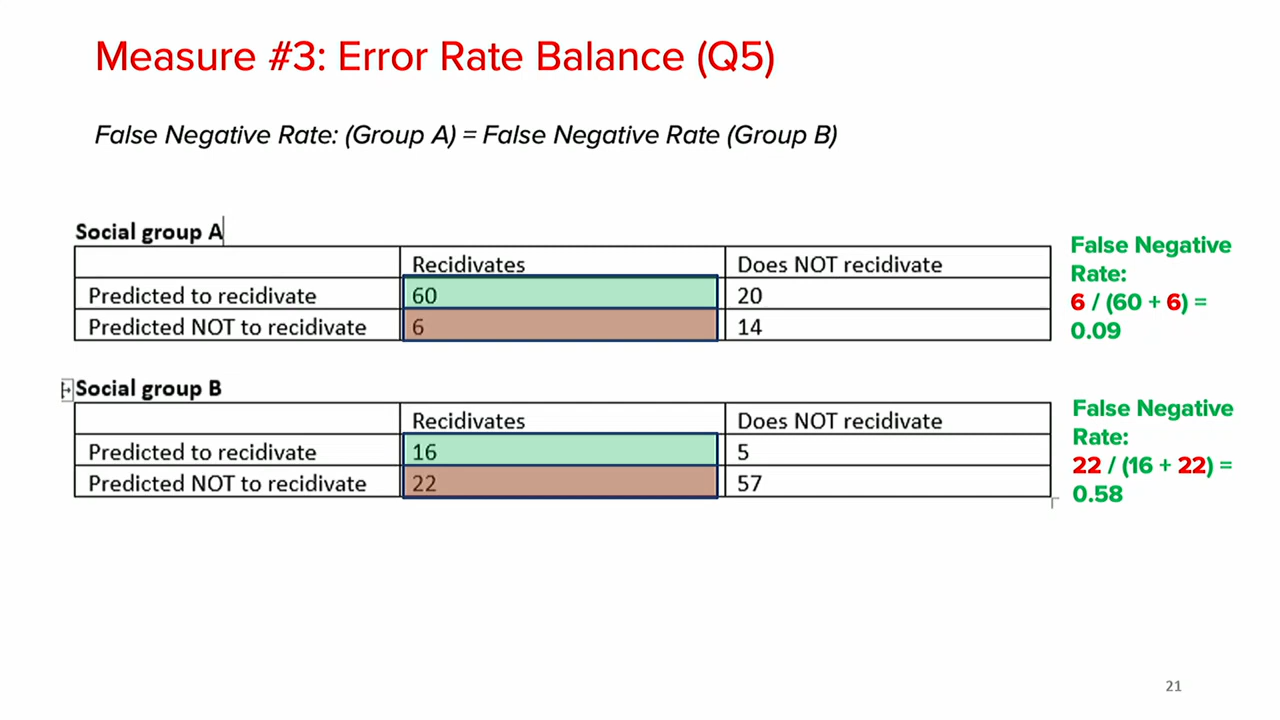 Measure #3: Error Rate Balance (Q5)
False Negative Rate: (Group A) = False Negative Rate (Group B)
Social group A
Recidivates Does NOT recidivate
Predicted to recidivate 60 20
Predicted NOT to recidivate 6 14
False Negative
Rate:
6 / (60 + 6) =
0.09
Social group B
Recidivates Does NOT recidivate
Predicted to recidivate 16 5
Predicted NOT to recidivate 22 57
False Negative
Rate:
22 / (16 + 22) =
0.58
21